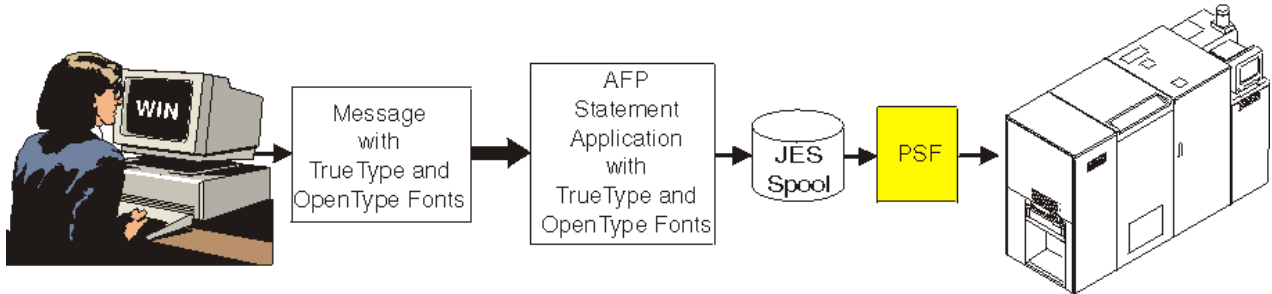 WIN
Message
with
TrueType and
OpenType Fonts
AFP
Statement
Application
with
TrueType and
OpenType Fonts
JES
Spool
PSF